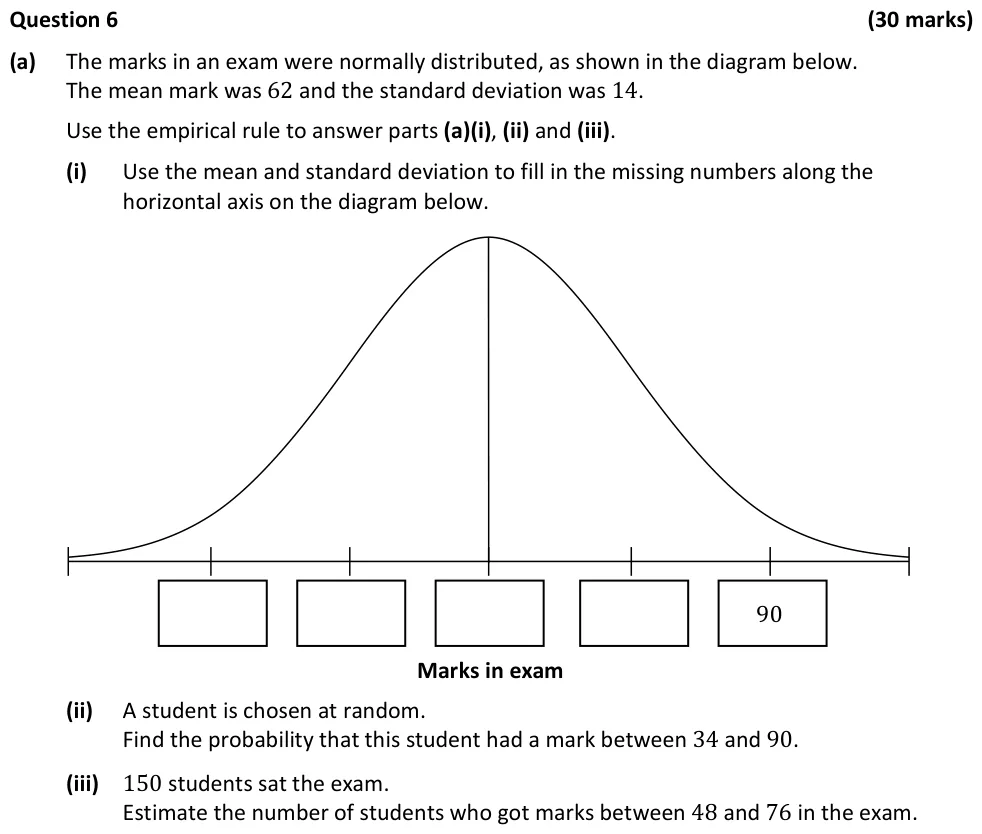 Question 6 (30 marks)
(a) The marks in an exam were normally distributed, as shown in the diagram below.
The mean mark was 62 and the standard deviation was 14.
Use the empirical rule to answer parts (a)(i), (ii) and (iii).
(i) Use the mean and standard deviation to fill in the missing numbers along the
horizontal axis on the diagram below.
90
Marks in exam
(ii) A student is chosen at random.
Find the probability that this student had a mark between 34 and 90.
(iii) 150 students sat the exam.
Estimate the number of students who got marks between 48 and 76 in the exam.